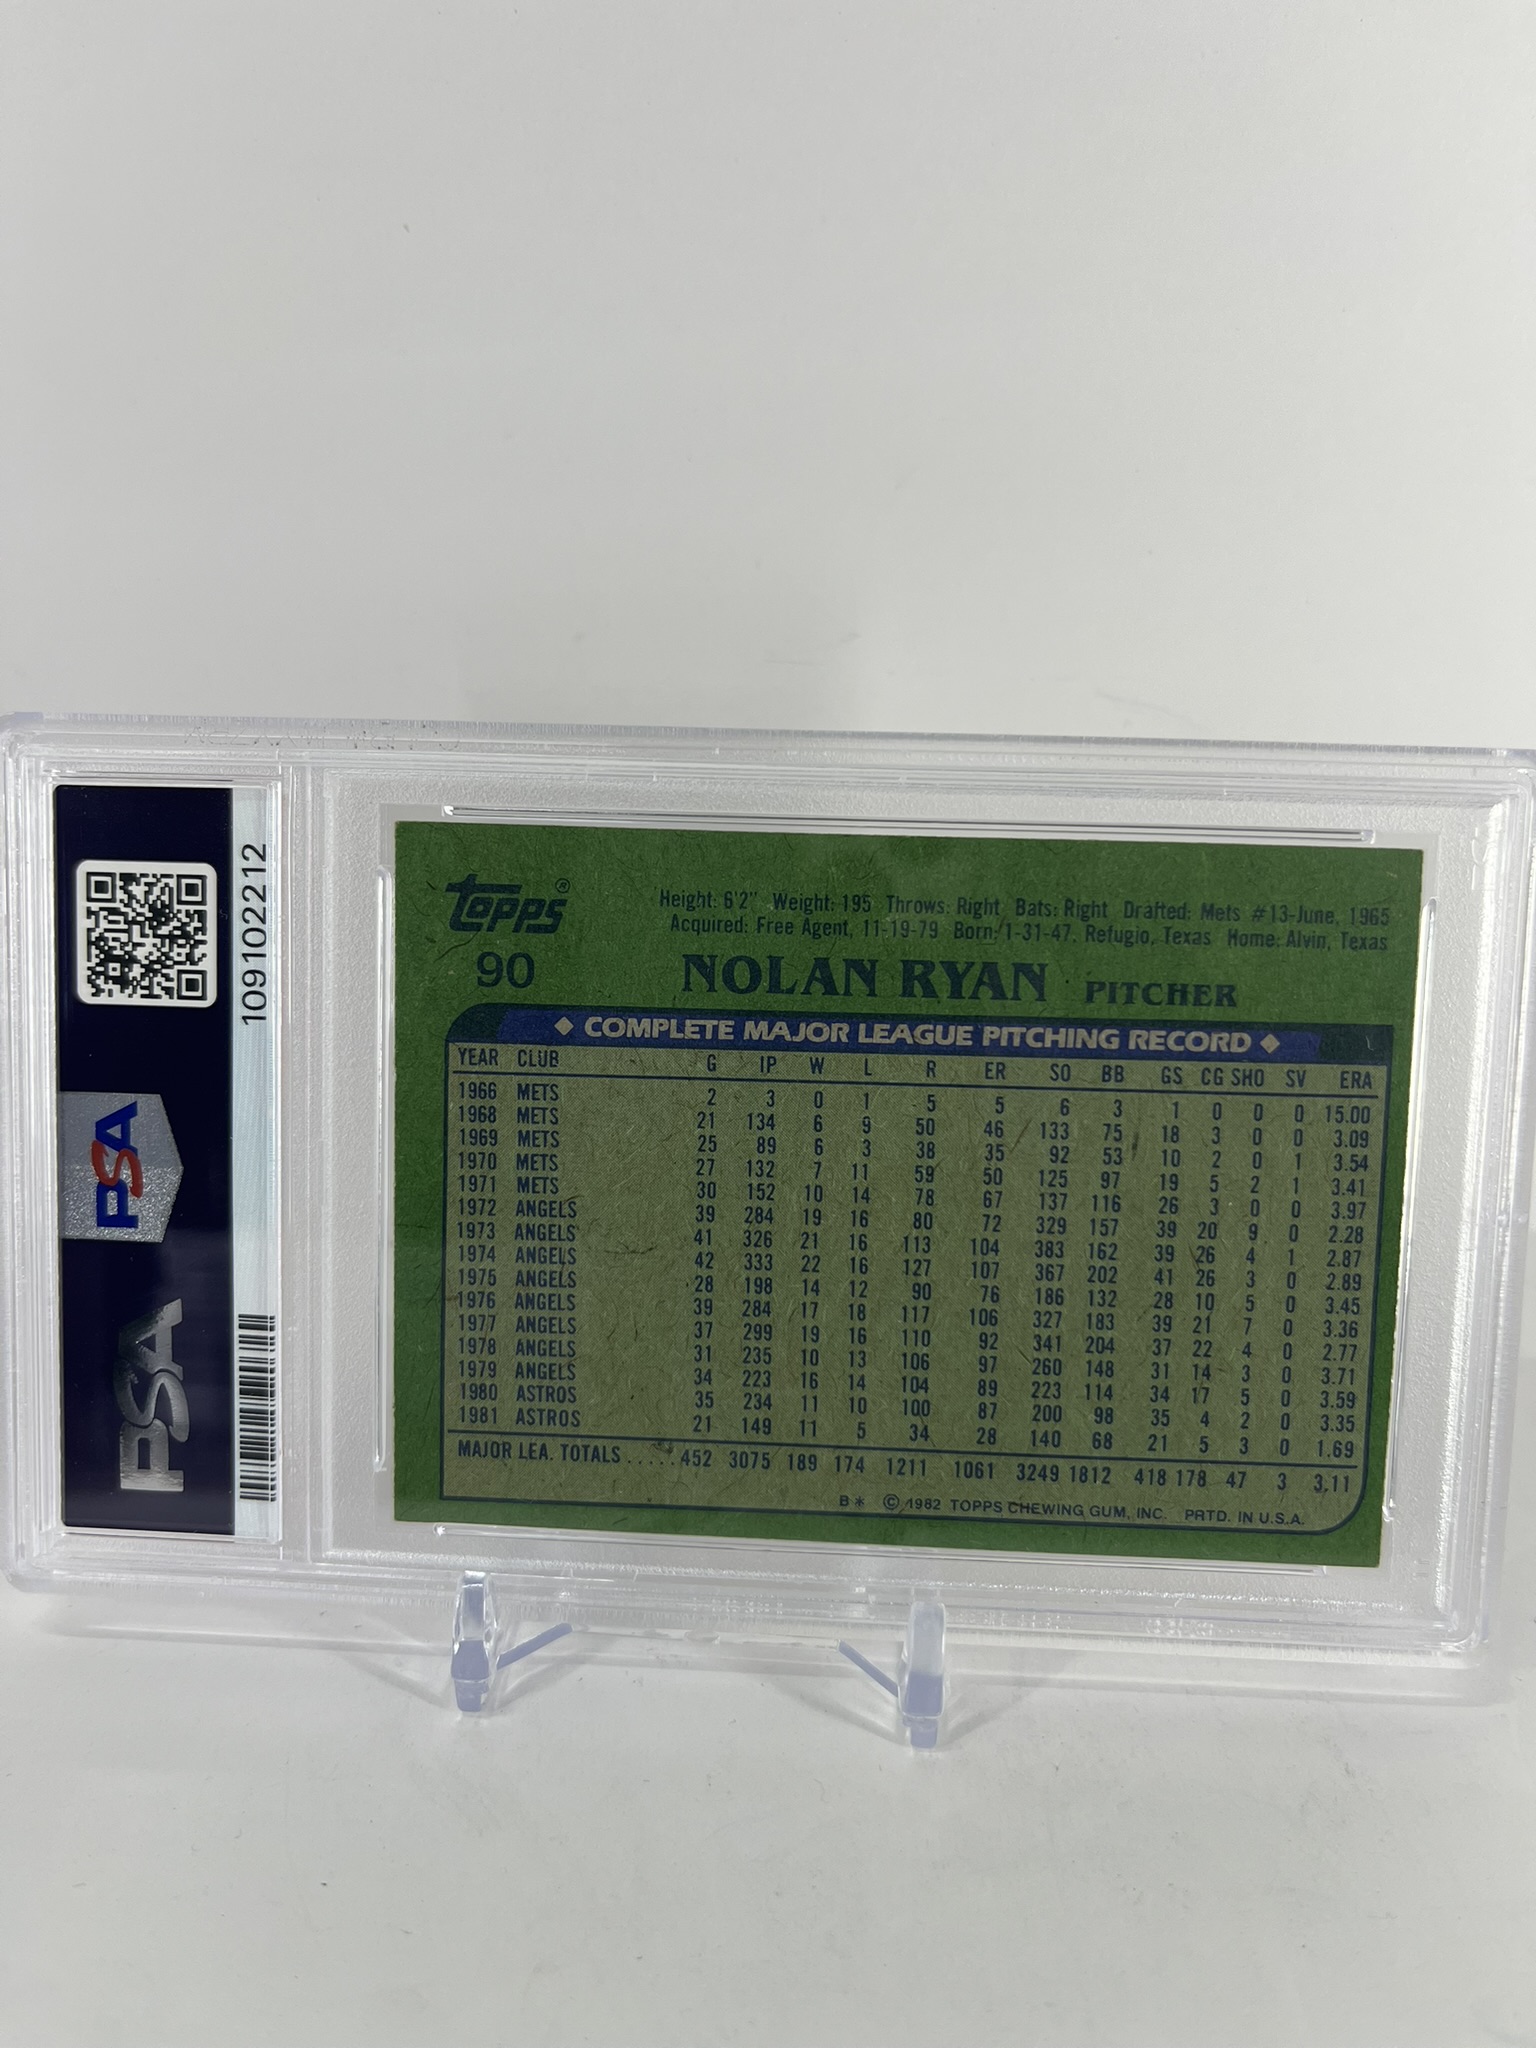 109102212
PSA
PSA
topps®
Height: 6'2" Weight: 195 Throws: Right Bats: Right Drafted: Mets #13-June, 1965
Acquired: Free Agent, 11-19-79 Born: 1-31-47, Refugio, Texas Home: Alvin, Texas
90 NOLAN RYAN PITCHER
◆ COMPLETE MAJOR LEAGUE PITCHING RECORD ◆
YEAR CLUB G IP W L R ER SO BB GS CG SHO SV ERA
1966 METS 2 3 0 1 5 5 6 3 1 0 0 0 15.00
1968 METS 21 134 6 9 50 46 133 75 18 3 0 0 3.09
1969 METS 25 89 6 3 38 35 92 53 10 2 0 1 3.54
1970 METS 27 132 7 11 59 50 125 97 19 5 2 1 3.41
1971 METS 30 152 10 14 78 67 137 116 26 3 0 0 3.97
1972 ANGELS 39 284 19 16 80 72 329 157 39 20 9 0 2.28
1973 ANGELS 41 326 21 16 113 104 383 162 39 26 4 1 2.87
1974 ANGELS 42 333 22 16 127 107 367 202 41 26 3 0 2.89
1975 ANGELS 28 198 14 12 90 76 186 132 28 10 5 0 3.45
1976 ANGELS 39 284 17 18 117 106 327 183 39 21 7 0 3.36
1977 ANGELS 37 299 19 16 110 92 341 204 37 22 4 0 2.77
1978 ANGELS 31 235 10 13 106 97 260 148 31 14 3 0 3.71
1979 ANGELS 34 223 16 14 104 89 223 114 34 17 5 0 3.59
1980 ASTROS 35 234 11 10 100 87 200 98 35 4 2 0 3.35
1981 ASTROS 21 149 11 5 34 28 140 68 21 5 3 0 1.69
MAJOR LEA. TOTALS ..... 452 3075 189 174 1211 1061 3249 1812 418 178 47 3 3.11
B* © 1982 TOPPS CHEWING GUM, INC. PRTD. IN U.S.A.